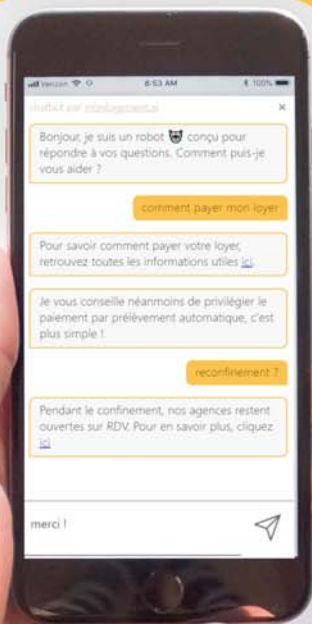 Verizon
8:53 AM
100%
chatbot par
×
Bonjour, je suis un robot conçu pour
répondre à vos questions. Comment puis-je
vous aider ?
comment payer mon loyer
Pour savoir comment payer votre loyer,
retrouvez toutes les informations utiles ici.
Je vous conseille néanmoins de privilégier le
paiement par prélèvement automatique, c'est
plus simple !
reconfinement ?
Pendant le confinement, nos agences restent
ouvertes sur RDV. Pour en savoir plus, cliquez
ici
merci !